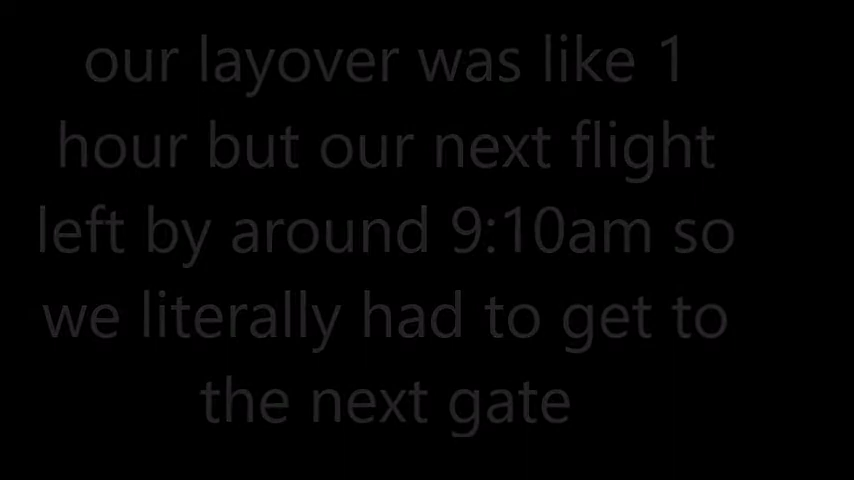 our layover was like 1
hour but our next flight
left by around 9:10am so
we literally had to get to
the next gate